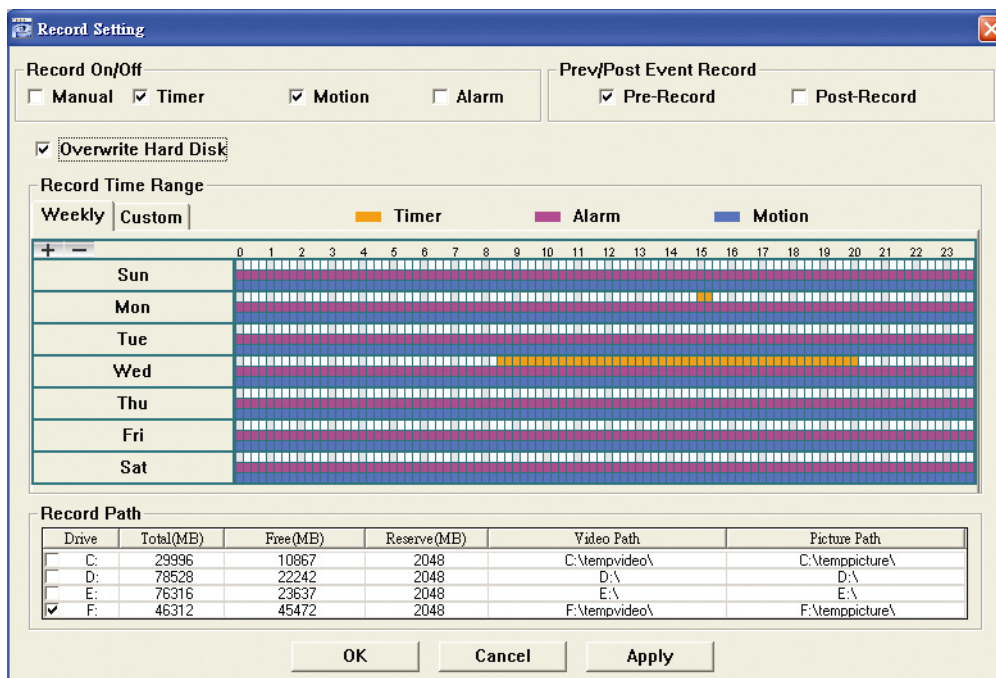 Record Setting
Record On/Off
Manual Timer Motion Alarm
Prev/Post Event Record
Pre-Record Post-Record
Overwrite Hard Disk
Record Time Range
Weekly Custom
Timer Alarm Motion
+ − 0 1 2 3 4 5 6 7 8 9 10 11 12 13 14 15 16 17 18 19 20 21 22 23
Sun
Mon
Tue
Wed
Thu
Fri
Sat
Record Path
Drive Total(MB) Free(MB) Reserve(MB) Video Path Picture Path
C: 29996 10867 2048 C:\tempvideo\ C:\temppicture\
D: 78528 22242 2048 D:\ D:\
E: 76316 23637 2048 E:\ E:\
F: 46312 45472 2048 F:\tempvideo\ F:\temppicture\
OK Cancel Apply